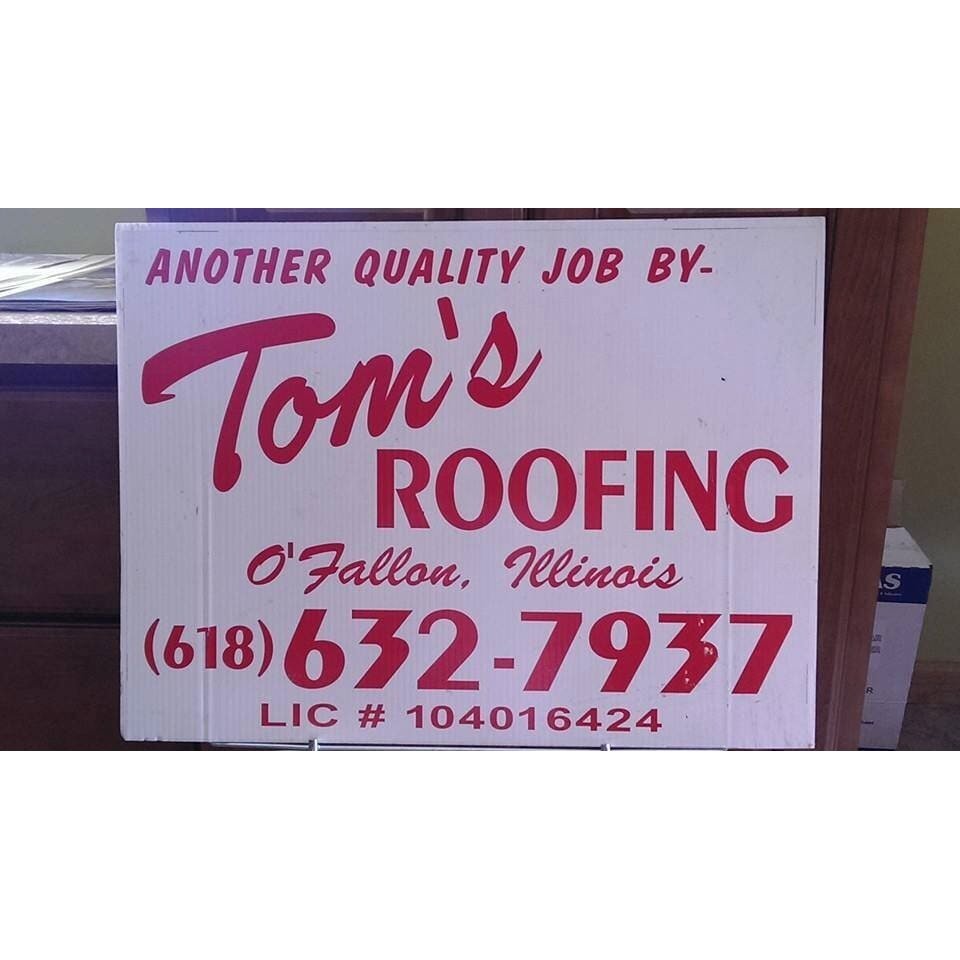 ANOTHER QUALITY JOB BY-
Tom's
ROOFING
O'Fallon, Illinois
(618) 632-7937
LIC # 104016424